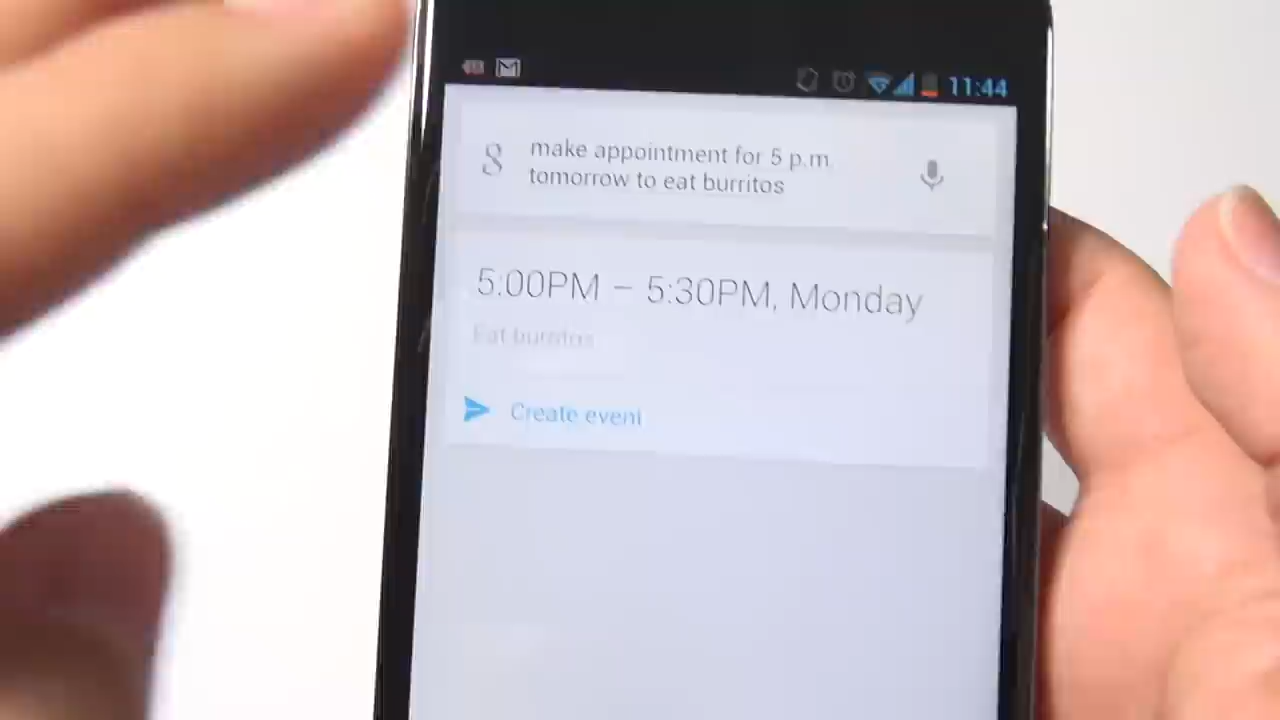 11:44
g
make appointment for 5 p.m.
tomorrow to eat burritos
5:00PM – 5:30PM, Monday
Eat burritos
Create event